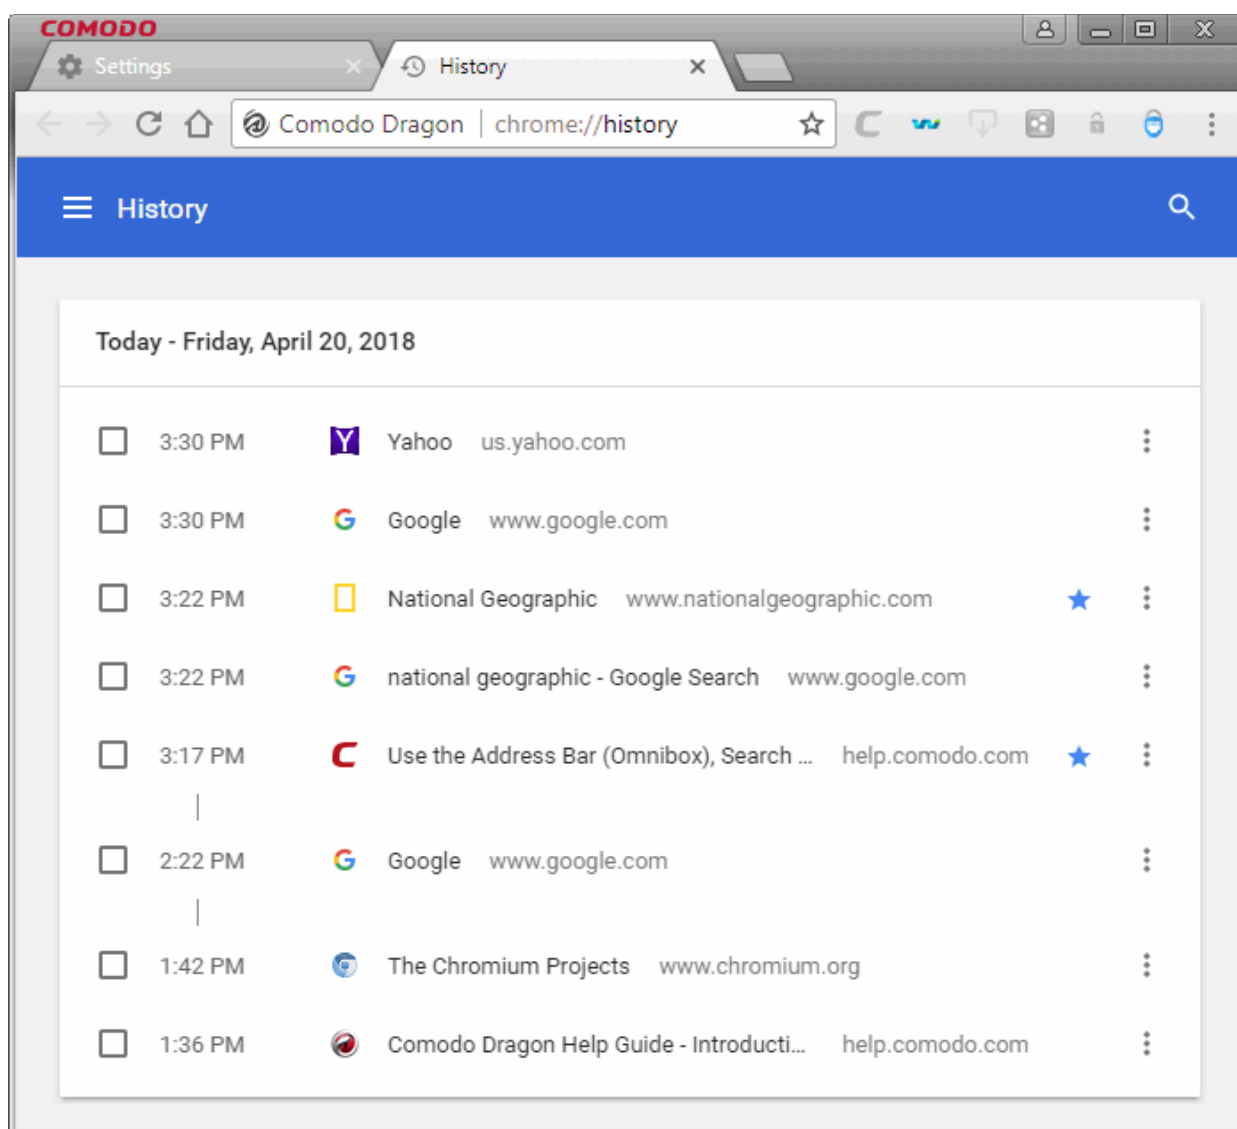 COMODO
Settings History
Comodo Dragon chrome://history
History
Today - Friday, April 20, 2018
3:30 PM Yahoo us.yahoo.com
3:30 PM Google www.google.com
3:22 PM National Geographic www.nationalgeographic.com
3:22 PM national geographic - Google Search www.google.com
3:17 PM Use the Address Bar (Omnibox), Search ... help.comodo.com
2:22 PM Google www.google.com
1:42 PM The Chromium Projects www.chromium.org
1:36 PM Comodo Dragon Help Guide - Introducti... help.comodo.com